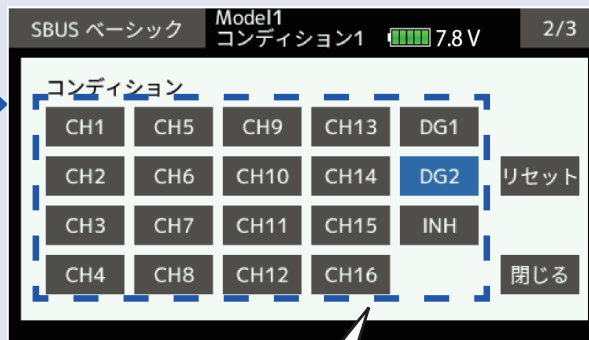 SBUS ベーシック
Model1
コンディション1 7.8 V
2/3
コンディション
CH1 CH5 CH9 CH13 DG1
CH2 CH6 CH10 CH14 DG2 リセット
CH3 CH7 CH11 CH15 INH
CH4 CH8 CH12 CH16 閉じる